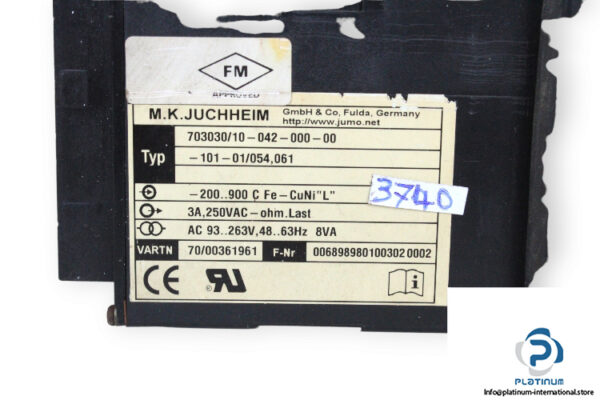 FM
APPROVED
M.K.JUCHHEIM GmbH & Co, Fulda, Germany
http://www.jumo.net
Typ
703030/10-042-000-00
-101-01/054,061
-200..900 Ç Fe-CuNi"L"
3740
3A,250VAC-ohm.Last
AC 93..263V,48..63Hz 8VA
VARTN 70/00361961 F-Nr 0068989801003020002
CE RU i
PLATINUM
Info@platinum-international.store